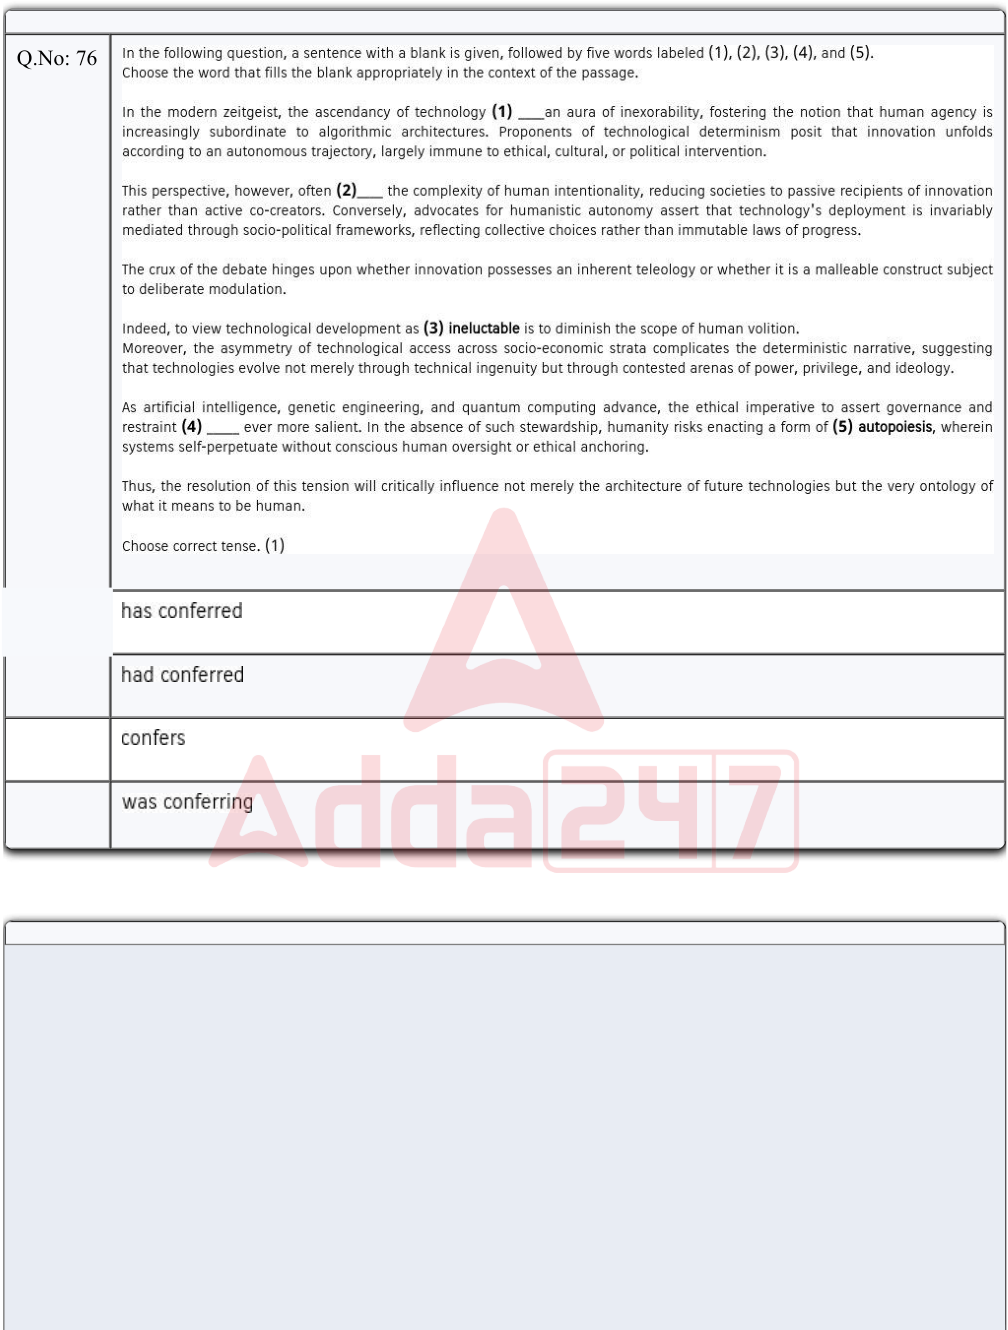 Q.No: 76
In the following question, a sentence with a blank is given, followed by five words labeled (1), (2), (3), (4), and (5).
Choose the word that fills the blank appropriately in the context of the passage.
In the modern zeitgeist, the ascendancy of technology (1) ___an aura of inexorability, fostering the notion that human agency is
increasingly subordinate to algorithmic architectures. Proponents of technological determinism posit that innovation unfolds
according to an autonomous trajectory, largely immune to ethical, cultural, or political intervention.
This perspective, however, often (2)___ the complexity of human intentionality, reducing societies to passive recipients of innovation
rather than active co-creators. Conversely, advocates for humanistic autonomy assert that technology's deployment is invariably
mediated through socio-political frameworks, reflecting collective choices rather than immutable laws of progress.
The crux of the debate hinges upon whether innovation possesses an inherent teleology or whether it is a malleable construct subject
to deliberate modulation.
Indeed, to view technological development as (3) ineluctable is to diminish the scope of human volition.
Moreover, the asymmetry of technological access across socio-economic strata complicates the deterministic narrative, suggesting
that technologies evolve not merely through technical ingenuity but through contested arenas of power, privilege, and ideology.
As artificial intelligence, genetic engineering, and quantum computing advance, the ethical imperative to assert governance and
restraint (4) ____ ever more salient. In the absence of such stewardship, humanity risks enacting a form of (5) autopoiesis, wherein
systems self-perpetuate without conscious human oversight or ethical anchoring.
Thus, the resolution of this tension will critically influence not merely the architecture of future technologies but the very ontology of
what it means to be human.
Choose correct tense. (1)
has conferred
had conferred
confers
was conferring
Adda247